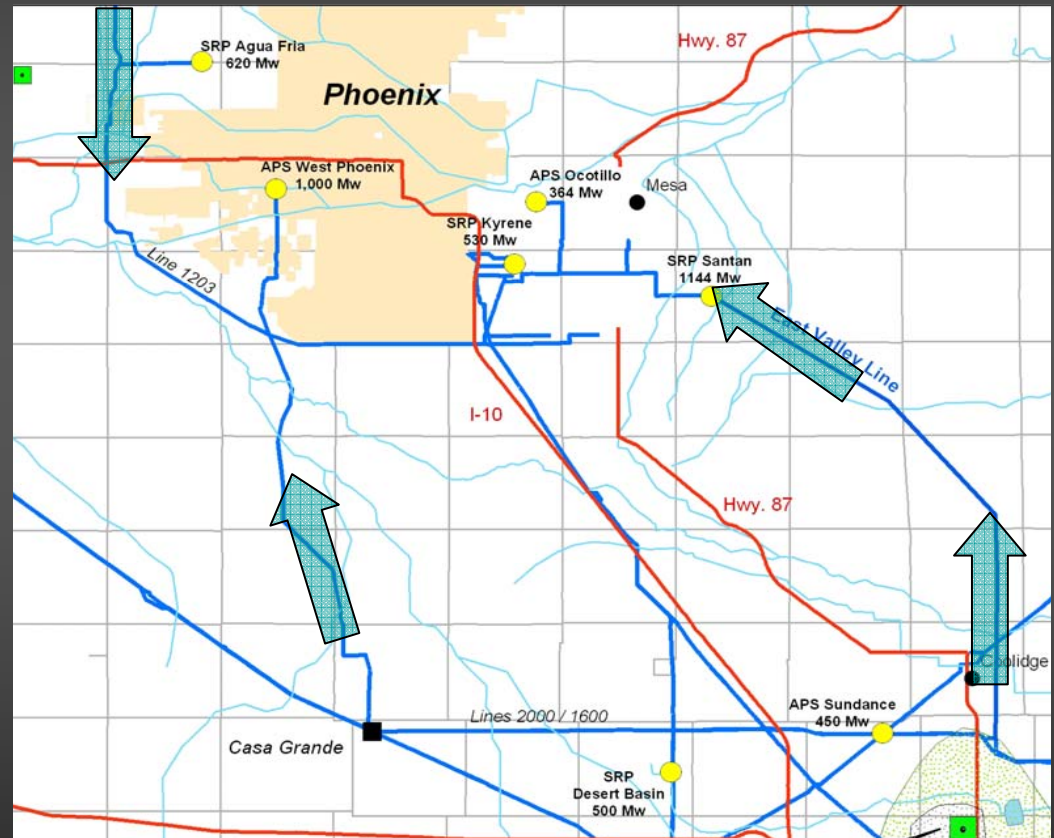 SRP Agua Fria
620 Mw
Hwy. 87
Phoenix
APS West Phoenix
1,000 Mw
APS Ocotillo
364 Mw
Mesa
SRP Kyrene
530 Mw
SRP Santan
1144 Mw
Line 1203
East Valley Line
I-10
Hwy. 87
Coolidge
APS Sundance
450 Mw
Lines 2000 / 1600
Casa Grande
SRP
Desert Basin
500 Mw